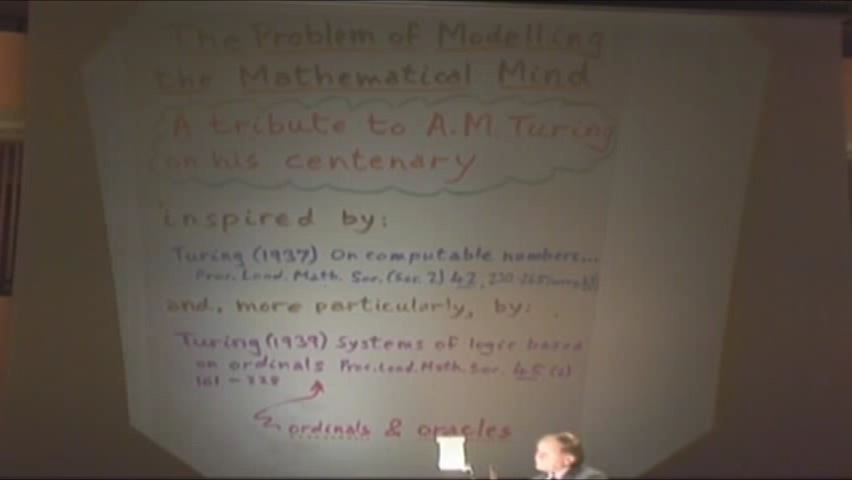 The Problem of Modelling
the Mathematical Mind
A tribute to A.M. Turing
on his centenary
inspired by:
Turing (1937) On computable numbers...
Proc. Lond. Math. Soc. (Ser. 2) 42, 230-265
and, more particularly, by:
Turing (1939) Systems of logic based
on ordinals Proc. Lond. Math. Soc. 45 (2)
161-228
ordinals & oracles